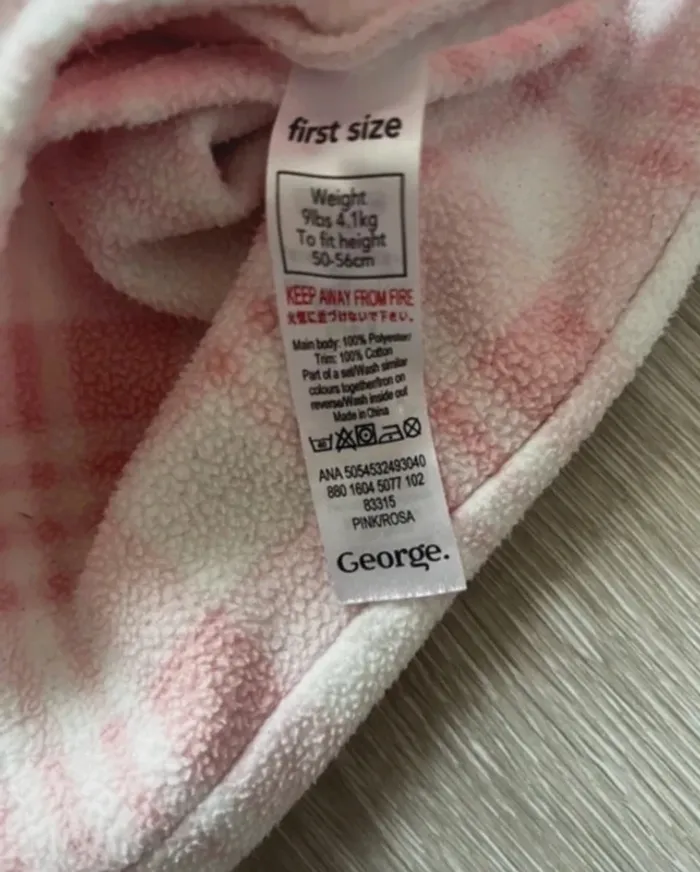 first size
Weight
9lbs 4.1kg
To fit height
50-56cm
KEEP AWAY FROM FIRE
火気に近づけないで下さい。
Main body: 100% Polyester/
Trim: 100% Cotton
Part of a set/Wash similar
colours together/Iron on
reverse/Wash inside out
Made in China
ANA 5054532493040
880 1604 5077 102
83315
PINK/ROSA
George.